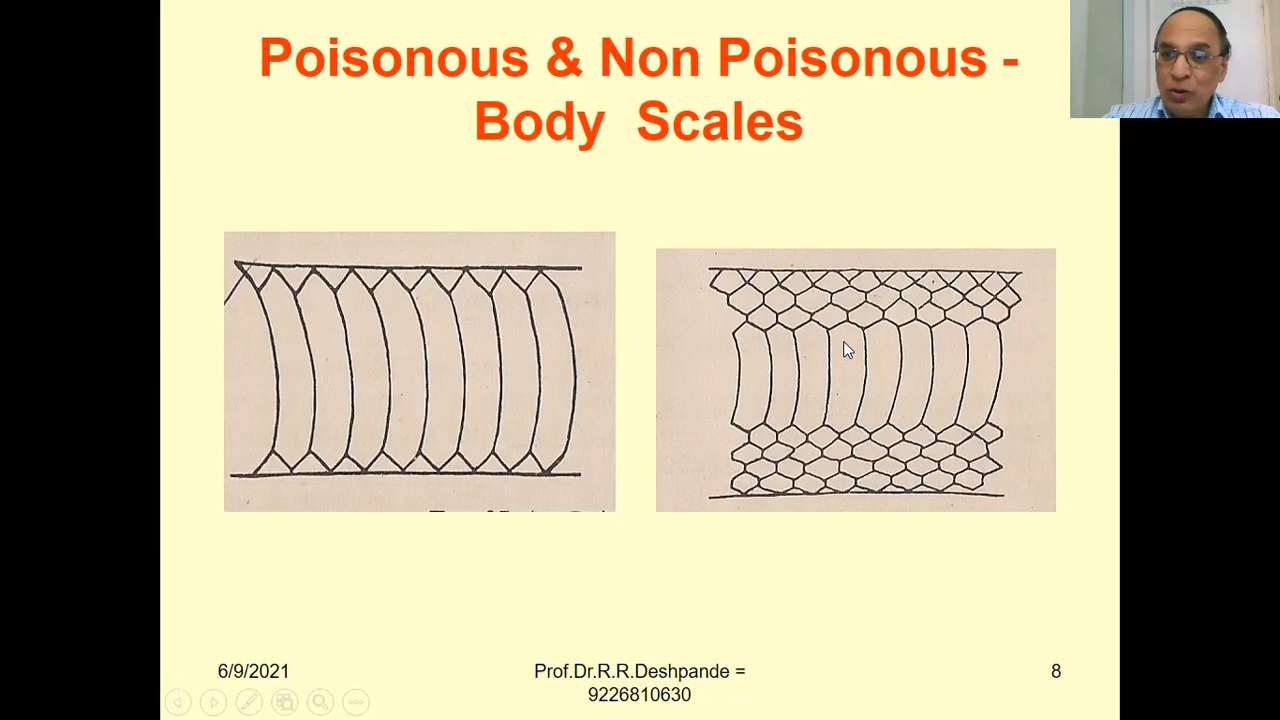 Poisonous & Non Poisonous -
Body Scales
6/9/2021
Prof.Dr.R.R.Deshpande =
9226810630
8